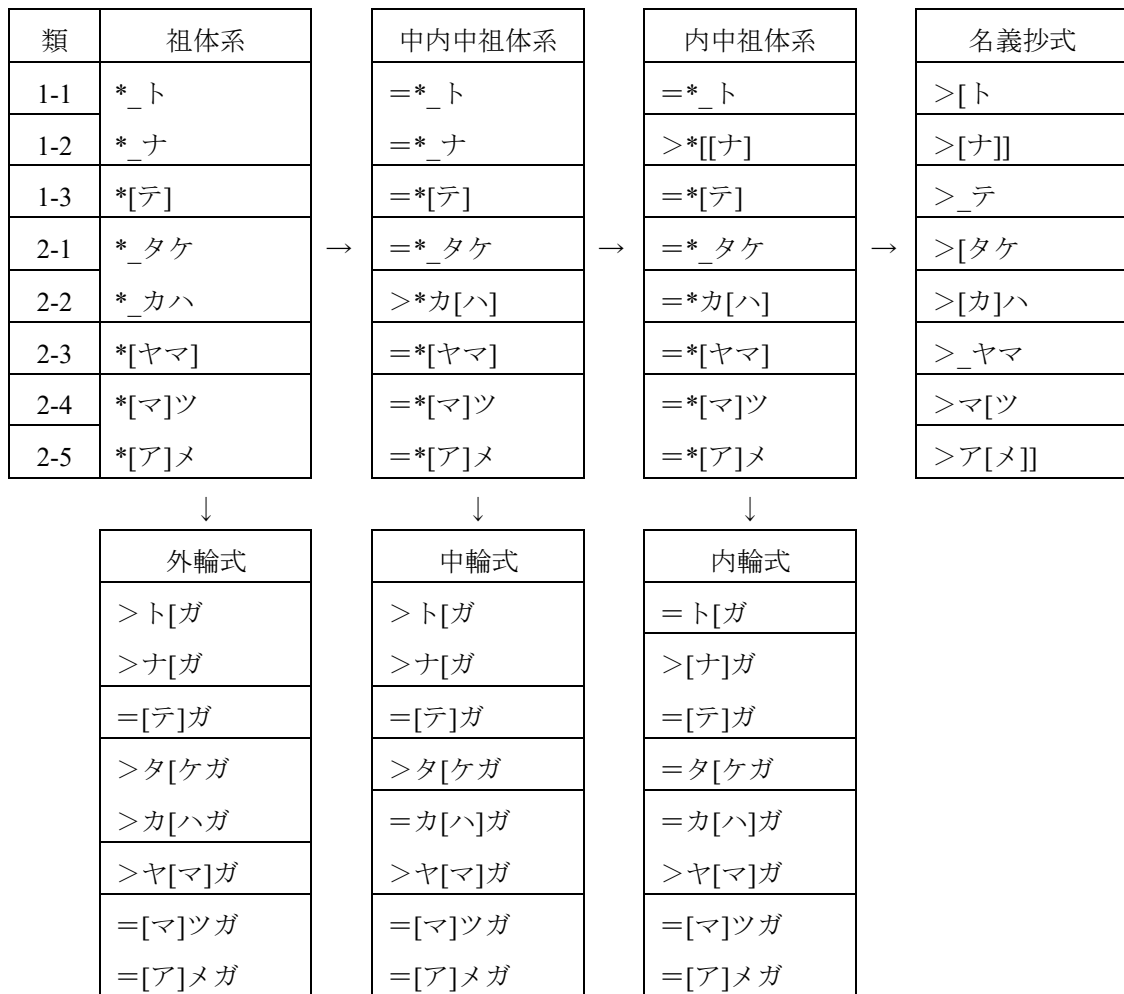 類 祖体系 中内中祖体系 内中祖体系 名義抄式
1-1 *_ト ＝*_ト ＝*_ト ＞[ト
1-2 *_ナ ＝*_ナ ＞*[[ナ] ＞[ナ]]
1-3 *[テ] ＝*[テ] ＝*[テ] ＞_テ
2-1 *_タケ → ＝*_タケ → ＝*_タケ → ＞[タケ
2-2 *_カハ ＞*カ[ハ] ＝*カ[ハ] ＞[カ]ハ
2-3 *[ヤマ] ＝*[ヤマ] ＝*[ヤマ] ＞_ヤマ
2-4 *[マ]ツ ＝*[マ]ツ ＝*[マ]ツ ＞マ[ツ
2-5 *[ア]メ ＝*[ア]メ ＝*[ア]メ ＞ア[メ]]
↓ ↓ ↓
外輪式 中輪式 内輪式
＞ト[ガ ＞ト[ガ ＝ト[ガ
＞ナ[ガ ＞ナ[ガ ＞[ナ]ガ
＝[テ]ガ ＝[テ]ガ ＝[テ]ガ
＞タ[ケガ ＞タ[ケガ ＝タ[ケガ
＞カ[ハガ ＝カ[ハ]ガ ＝カ[ハ]ガ
＞ヤ[マ]ガ ＞ヤ[マ]ガ ＞ヤ[マ]ガ
＝[マ]ツガ ＝[マ]ツガ ＝[マ]ツガ
＝[ア]メガ ＝[ア]メガ ＝[ア]メガ